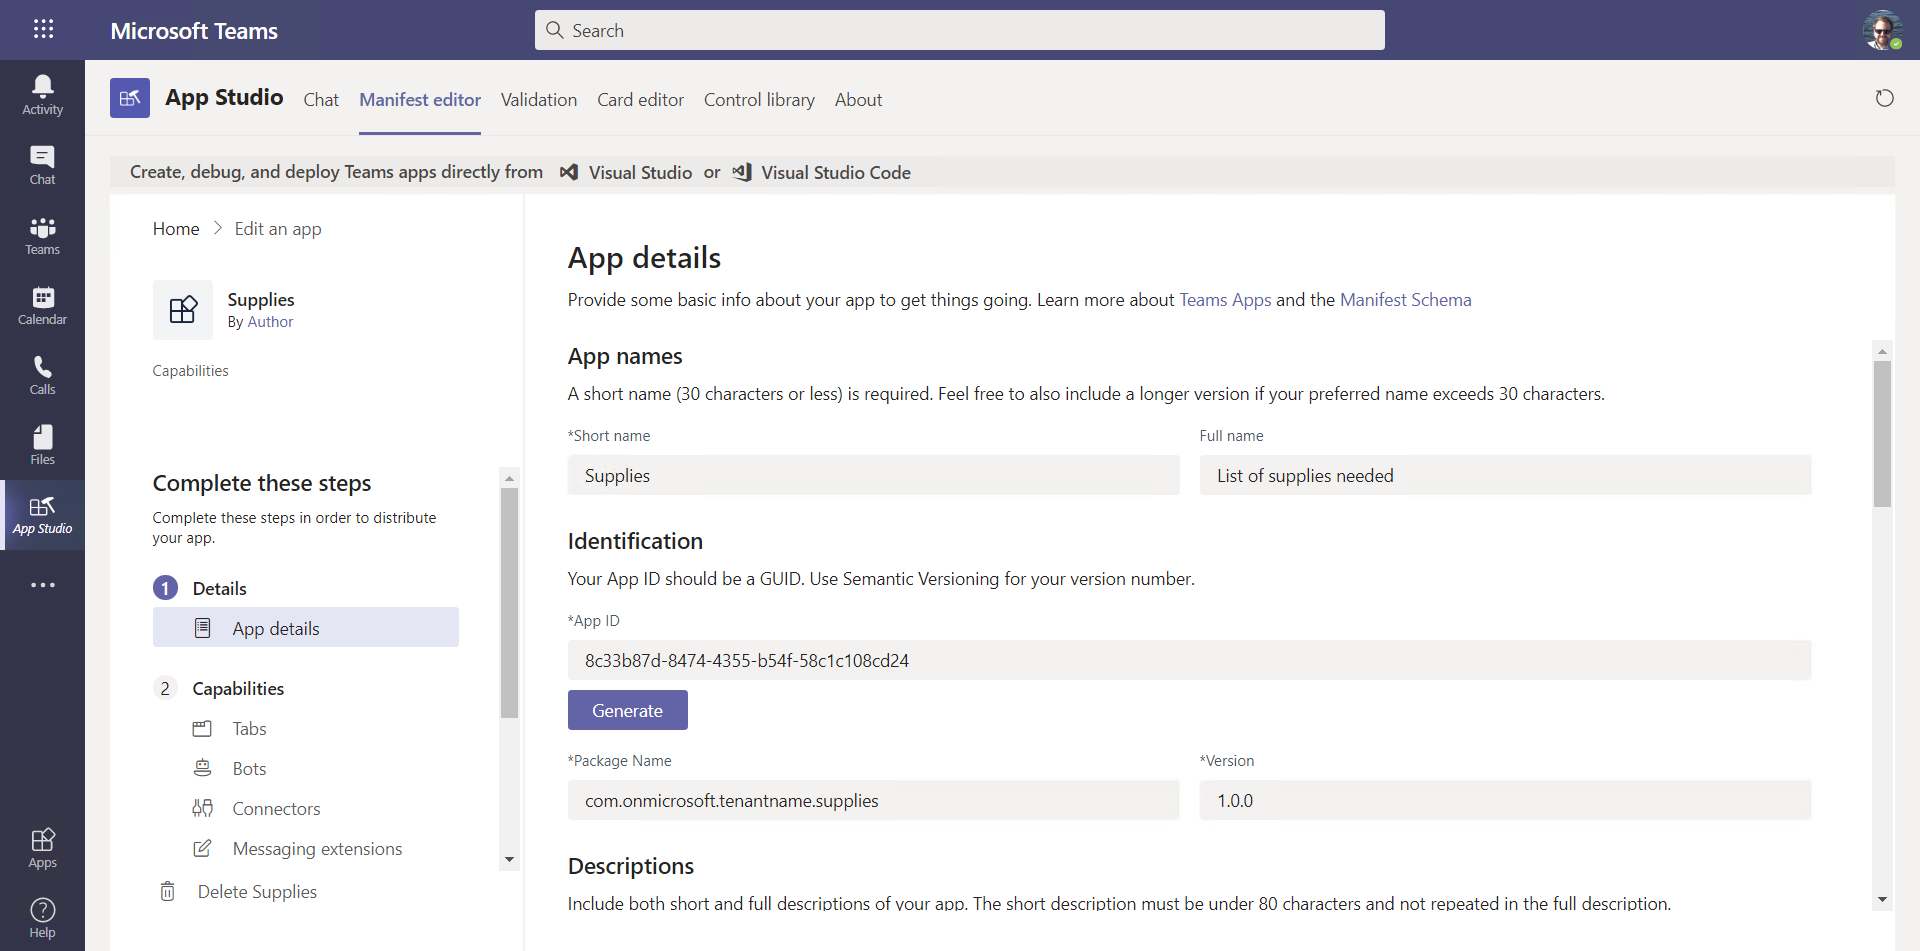 Microsoft Teams
Search
Activity
Chat
Teams
Calendar
Calls
Files
App Studio
Apps
Help
App Studio
Chat
Manifest editor
Validation
Card editor
Control library
About
Create, debug, and deploy Teams apps directly from Visual Studio or Visual Studio Code
Home > Edit an app
Supplies
By Author
Capabilities
Complete these steps
Complete these steps in order to distribute
your app.
1 Details
App details
2 Capabilities
Tabs
Bots
Connectors
Messaging extensions
Delete Supplies
App details
Provide some basic info about your app to get things going. Learn more about Teams Apps and the Manifest Schema
App names
A short name (30 characters or less) is required. Feel free to also include a longer version if your preferred name exceeds 30 characters.
*Short name
Full name
Supplies
List of supplies needed
Identification
Your App ID should be a GUID. Use Semantic Versioning for your version number.
*App ID
8c33b87d-8474-4355-b54f-58c1c108cd24
Generate
*Package Name
*Version
com.onmicrosoft.tenantname.supplies
1.0.0
Descriptions
Include both short and full descriptions of your app. The short description must be under 80 characters and not repeated in the full description.